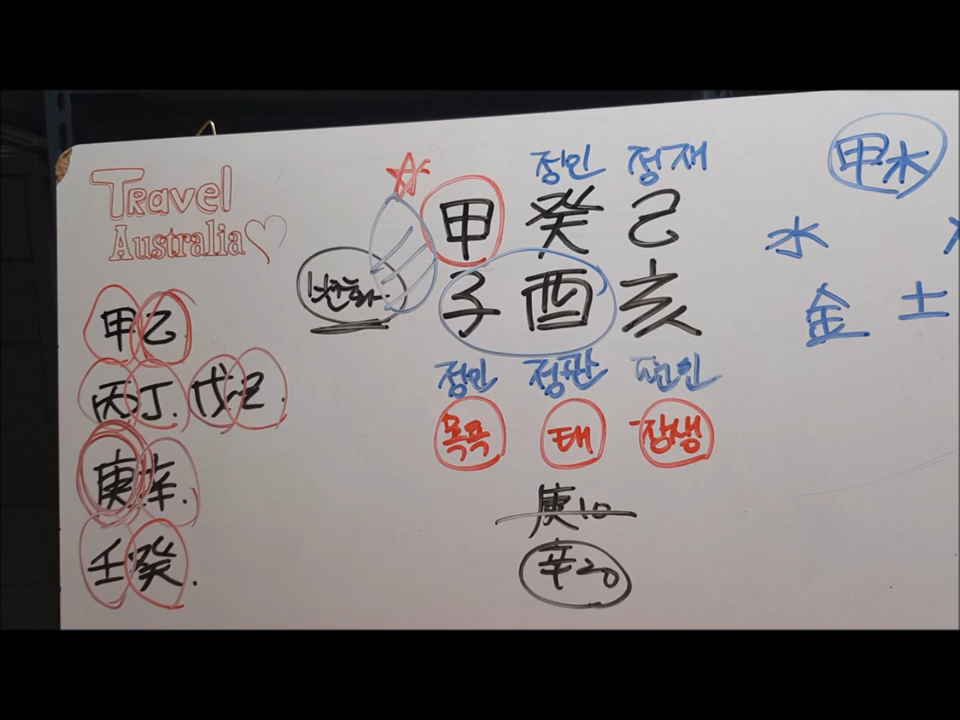 Travel
Australia
정인 정재
甲 癸 己
子 酉 亥
정인 정관 편인
목욕 태 장생
庚10
辛20
甲乙
丙丁. 戊己.
庚辛.
壬癸.
甲木
水
金 土